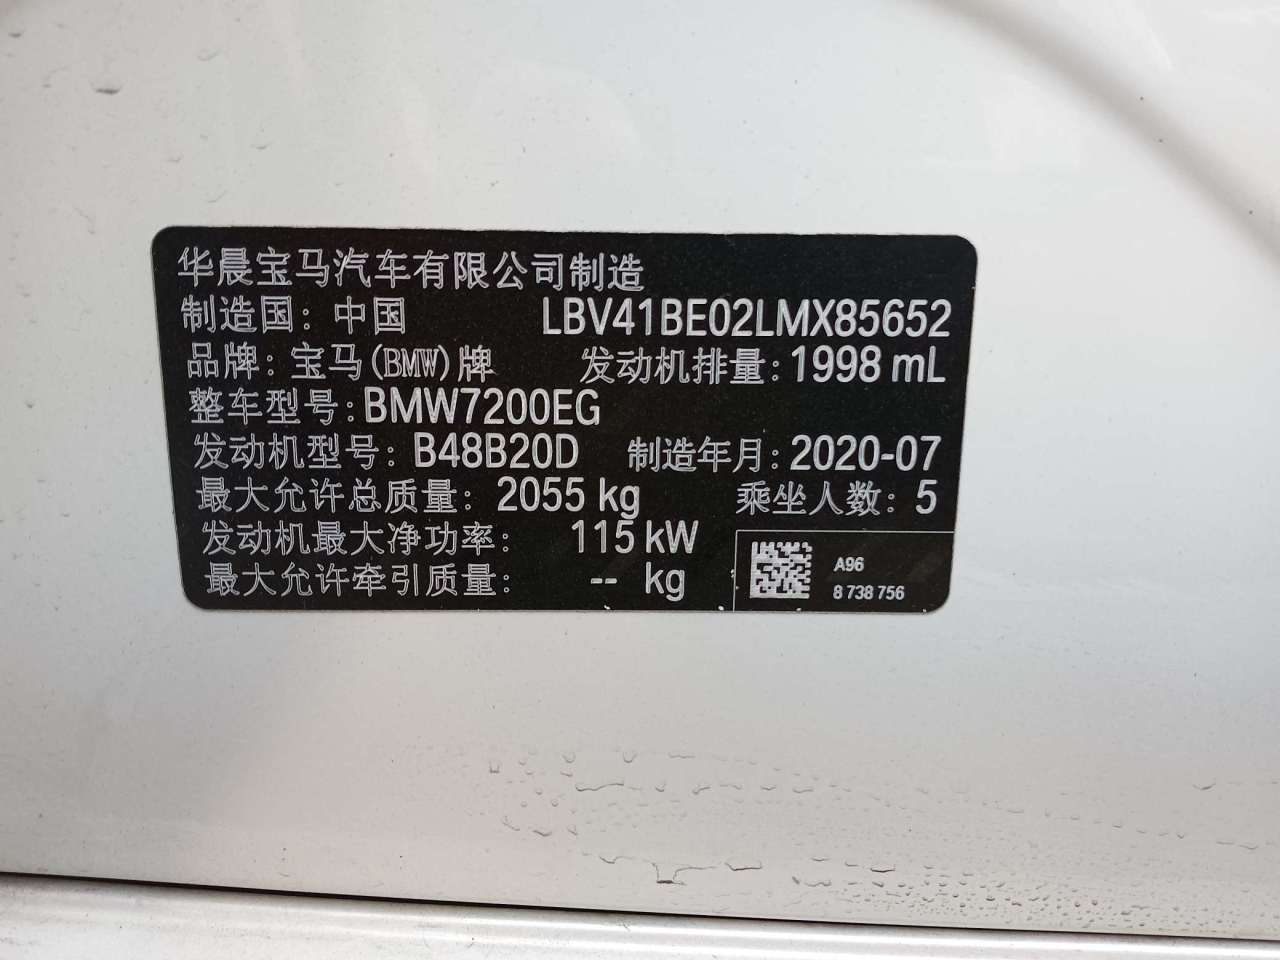 华晨宝马汽车有限公司制造
制造国：中国 LBV41BE02LMX85652
品牌：宝马(BMW)牌 发动机排量：1998 mL
整车型号：BMW7200EG
发动机型号：B48B20D 制造年月：2020-07
最大允许总质量：2055 kg 乘坐人数：5
发动机最大净功率：115 kW
最大允许牵引质量：-- kg
A96
8 738 756